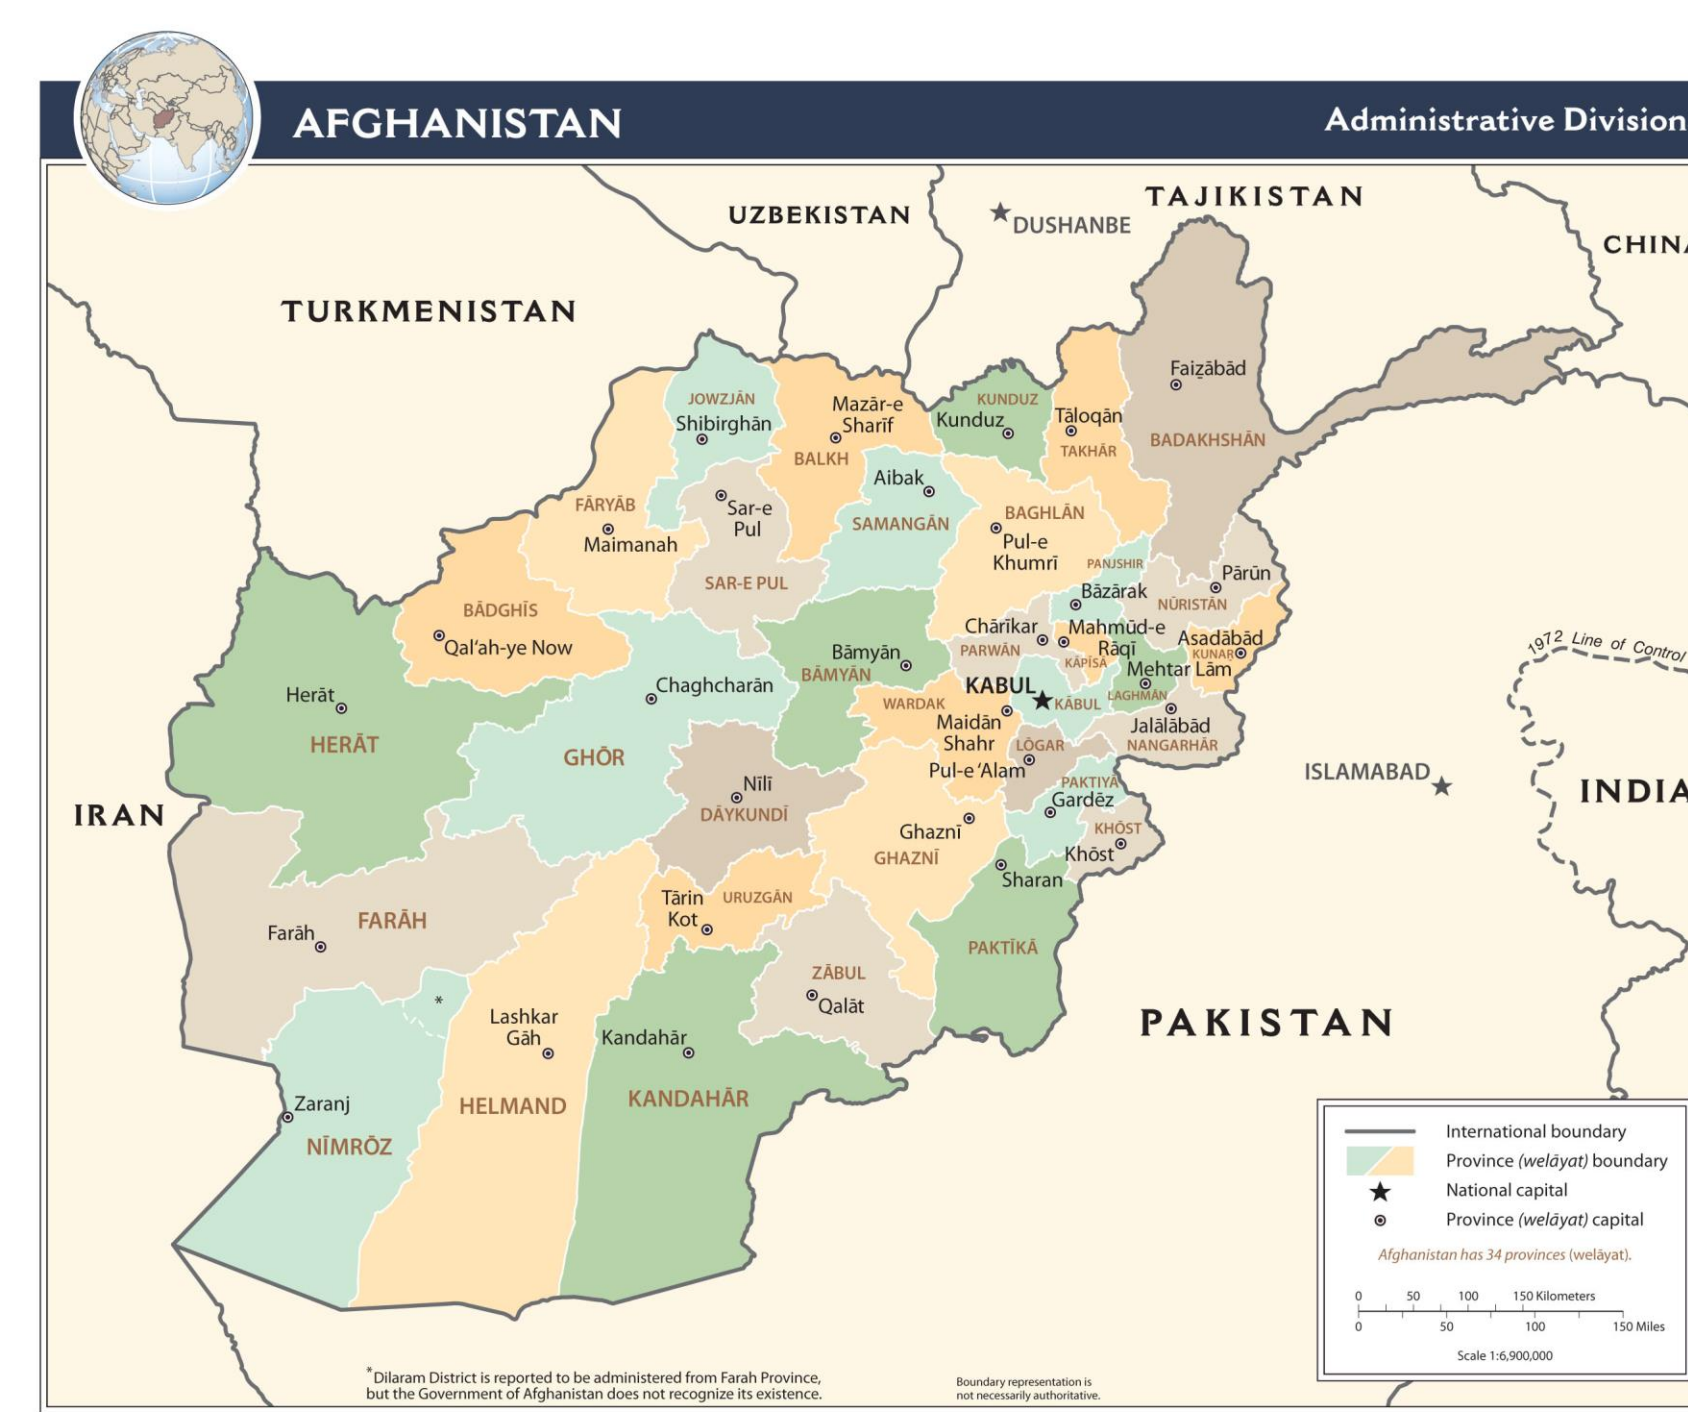 AFGHANISTAN
Administrative Division
UZBEKISTAN
TAJIKISTAN
DUSHANBE
CHINA
TURKMENISTAN
Faiẕābād
JOWZJĀN
Shibirghān
Mazār-e
Sharīf
BALKH
KUNDUZ
Kunduz
Tāloqān
TAKHĀR
BADAKHSHĀN
Aibak
SAMANGĀN
FĀRYĀB
Maimanah
Sar-e
Pul
SAR-E PUL
BAGHLĀN
Pul-e
Khumrī
PANJSHIR
Bāzārak
Pārūn
NŪRISTĀN
BĀDGHĪS
Qal‘ah-ye Now
Chārīkar
PARWĀN
Mahmūd-e
Rāqī
KĀPĪSĀ
Asadābād
KUNAR
Mehtar Lām
LAGHMĀN
1972 Line of Control
Bāmyān
BĀMYĀN
Herāt
HERĀT
Chaghcharān
GHŌR
WARDAK
KABUL
KĀBUL
Maidān
Shahr
Jalālābād
NANGARHĀR
LŌGAR
Pul-e ‘Alam
PAKTIYĀ
Gardēz
ISLAMABAD
INDIA
IRAN
Nīlī
DĀYKUNDĪ
Ghaznī
GHAZNĪ
KHŌST
Khōst
Sharan
Tārin
Kot
URUZGĀN
Farāh
FARĀH
PAKTĪKĀ
ZĀBUL
Qalāt
*
Lashkar
Gāh
Kandahār
PAKISTAN
Zaranj
NĪMRŌZ
HELMAND
KANDAHĀR
International boundary
Province (welāyat) boundary
National capital
Province (welāyat) capital
Afghanistan has 34 provinces (welāyat).
0 50 100 150 Kilometers
0 50 100 150 Miles
Scale 1:6,900,000
*Dilaram District is reported to be administered from Farah Province,
but the Government of Afghanistan does not recognize its existence.
Boundary representation is
not necessarily authoritative.